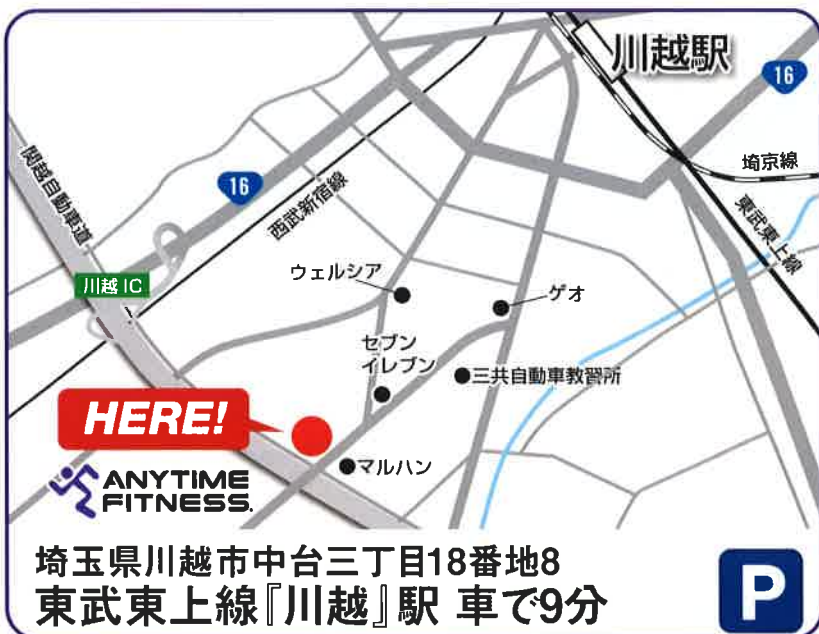 川越駅
16
埼京線
関越自動車道
16
西武新宿線
東武東上線
川越IC
ウェルシア
ゲオ
セブン
イレブン
三共自動車教習所
HERE!
マルハン
ANYTIME
FITNESS.
埼玉県川越市中台三丁目18番地8
東武東上線『川越』駅 車で9分
P